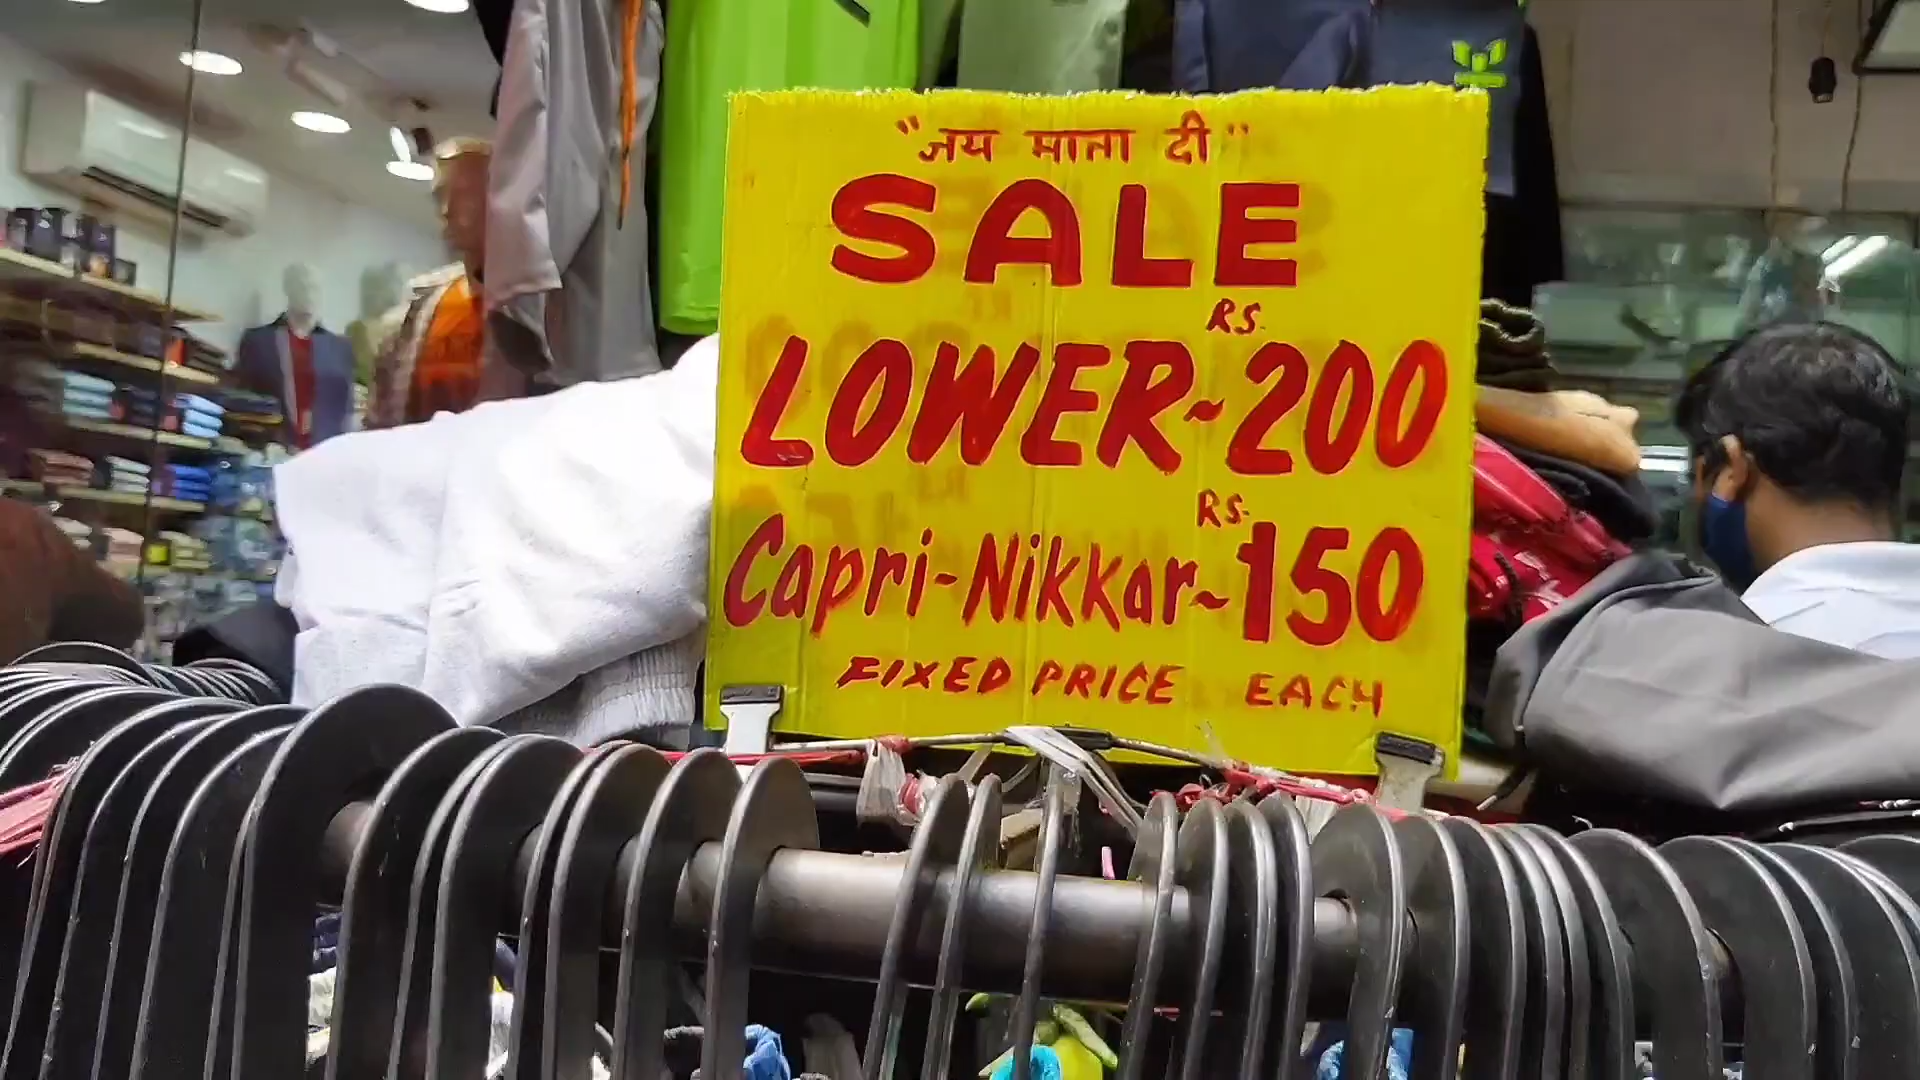 "जय माता दी"
SALE
RS.
LOWER~200
RS.
Capri-Nikkar~150
FIXED PRICE EACH